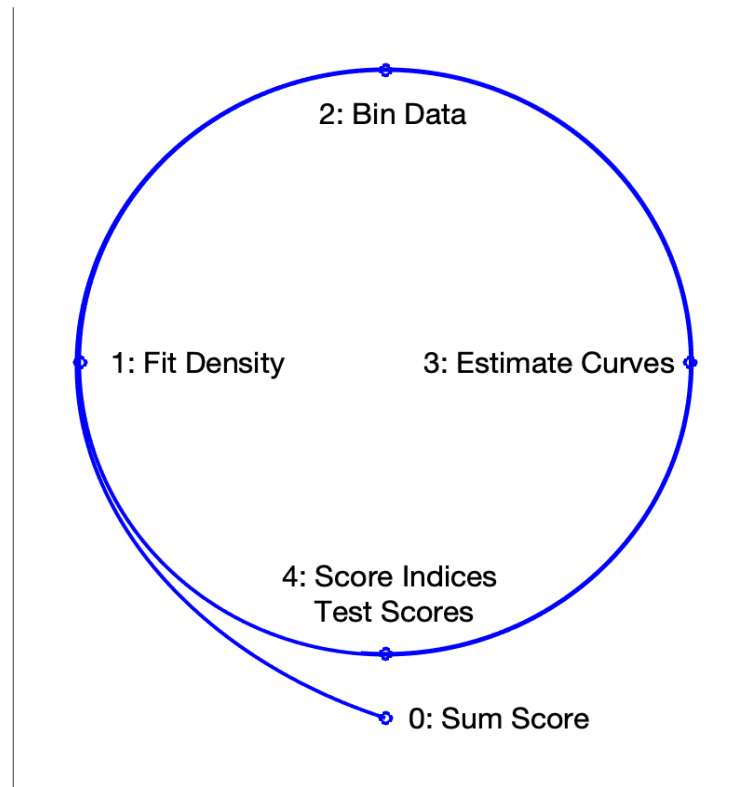 2: Bin Data
1: Fit Density
3: Estimate Curves
4: Score Indices
Test Scores
0: Sum Score